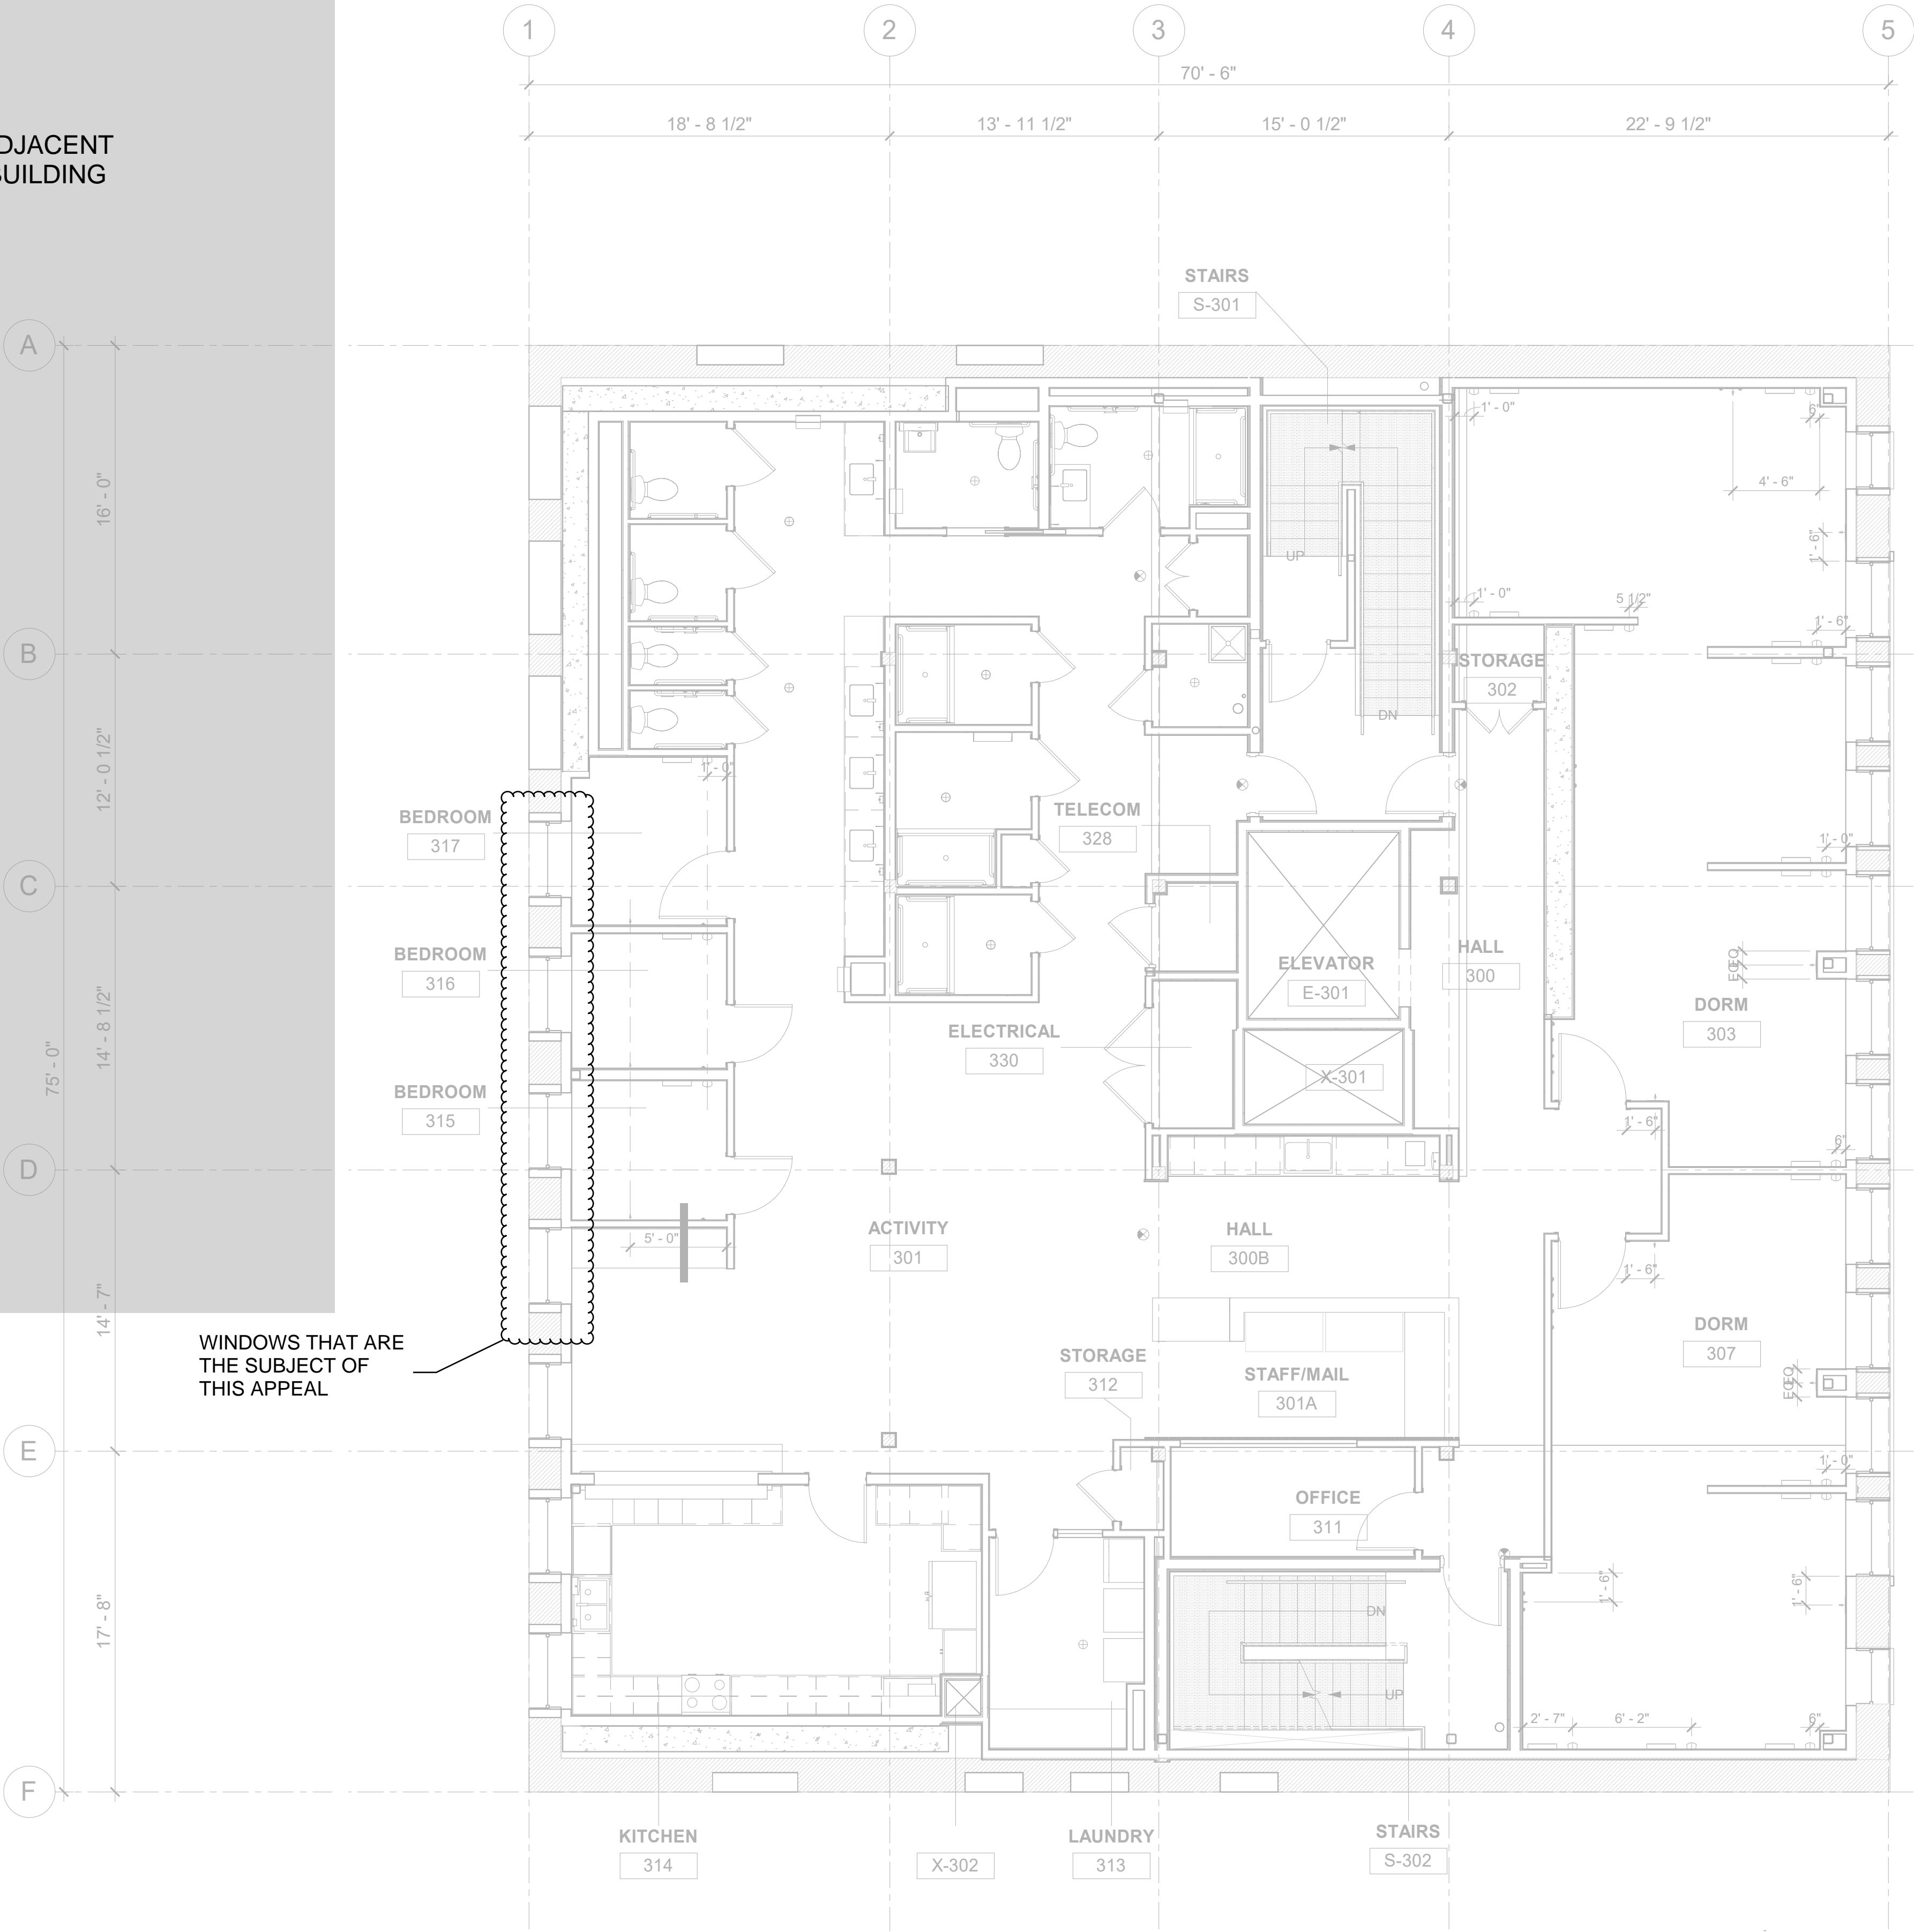 1
2
3
4
5
70' - 6"
18' - 8 1/2"
13' - 11 1/2"
15' - 0 1/2"
22' - 9 1/2"
DJACENT
BUILDING
STAIRS
S-301
A
1' - 0"
6"
4' - 6"
16' - 0"
1' - 6"
UP
1' - 0"
5 1/2"
1' - 6"
B
STORAGE
302
DN
12' - 0 1/2"
1' - 0"
BEDROOM
317
TELECOM
328
1' - 0"
C
BEDROOM
316
HALL
300
ELEVATOR
E-301
EQ
EQ
DORM
303
14' - 8 1/2"
75' - 0"
ELECTRICAL
330
X-301
BEDROOM
315
1' - 6"
6"
D
ACTIVITY
301
HALL
300B
5' - 0"
1' - 6"
14' - 7"
WINDOWS THAT ARE
THE SUBJECT OF
THIS APPEAL
DORM
307
STORAGE
312
STAFF/MAIL
301A
EQ
EQ
E
1' - 0"
OFFICE
311
17' - 8"
1' - 6"
1' - 6"
DN
UP
2' - 7"
6' - 2"
6"
F
KITCHEN
314
X-302
LAUNDRY
313
STAIRS
S-302